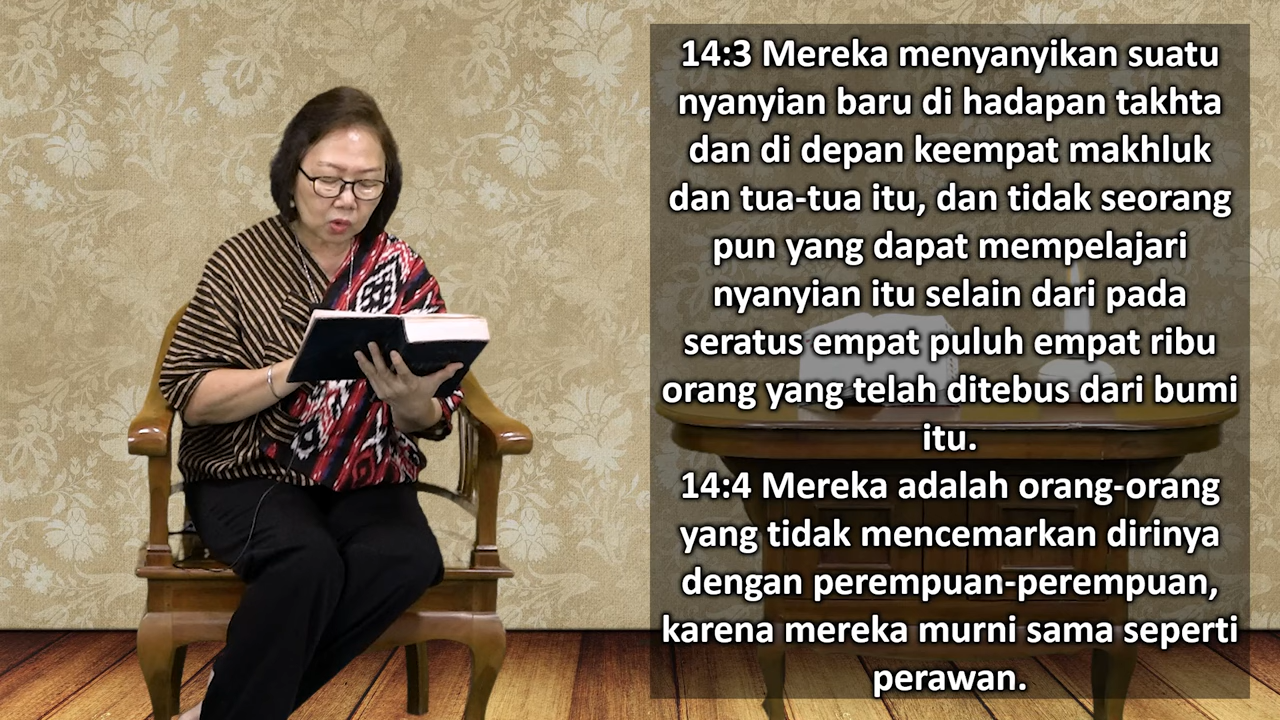 14:3 Mereka menyanyikan suatu
nyanyian baru di hadapan takhta
dan di depan keempat makhluk
dan tua-tua itu, dan tidak seorang
pun yang dapat mempelajari
nyanyian itu selain dari pada
seratus empat puluh empat ribu
orang yang telah ditebus dari bumi
itu.
14:4 Mereka adalah orang-orang
yang tidak mencemarkan dirinya
dengan perempuan-perempuan,
karena mereka murni sama seperti
perawan.